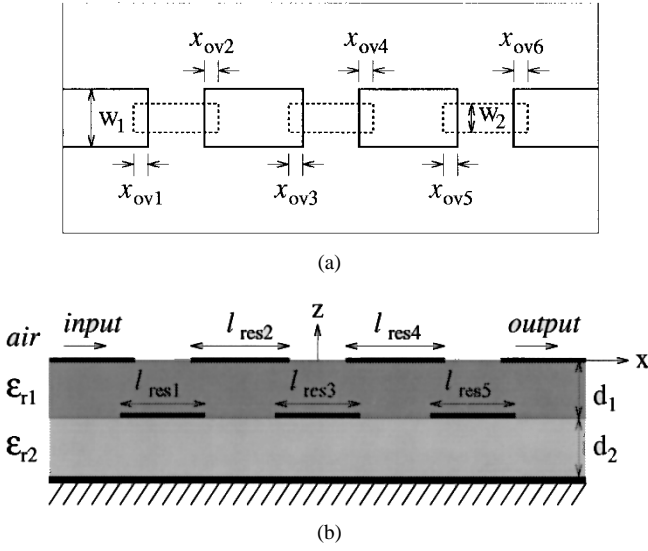 x_ov2 x_ov4 x_ov6
w_1 w_2
x_ov1 x_ov3 x_ov5
(a)
air input l_res2 z l_res4 output
x
ε_r1 l_res1 l_res3 l_res5 d_1
ε_r2 d_2
(b)